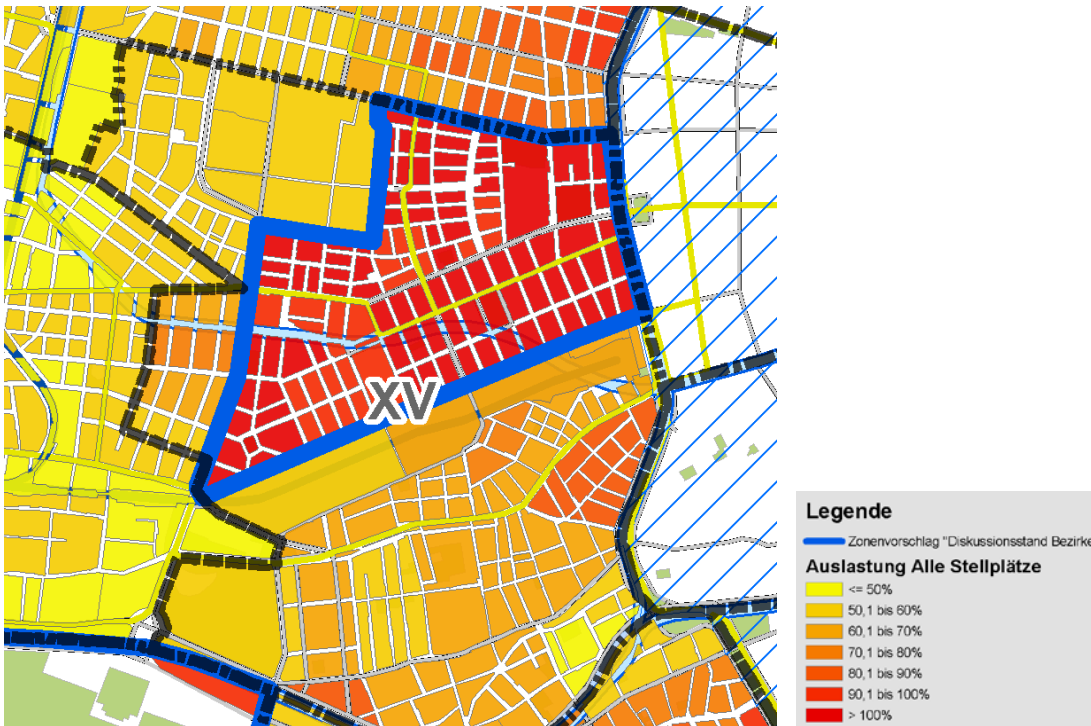 XV
Legende
Zonenvorschlag "Diskussionsstand Bezirke
Auslastung Alle Stellplätze
<= 50%
50,1 bis 60%
60,1 bis 70%
70,1 bis 80%
80,1 bis 90%
90,1 bis 100%
> 100%